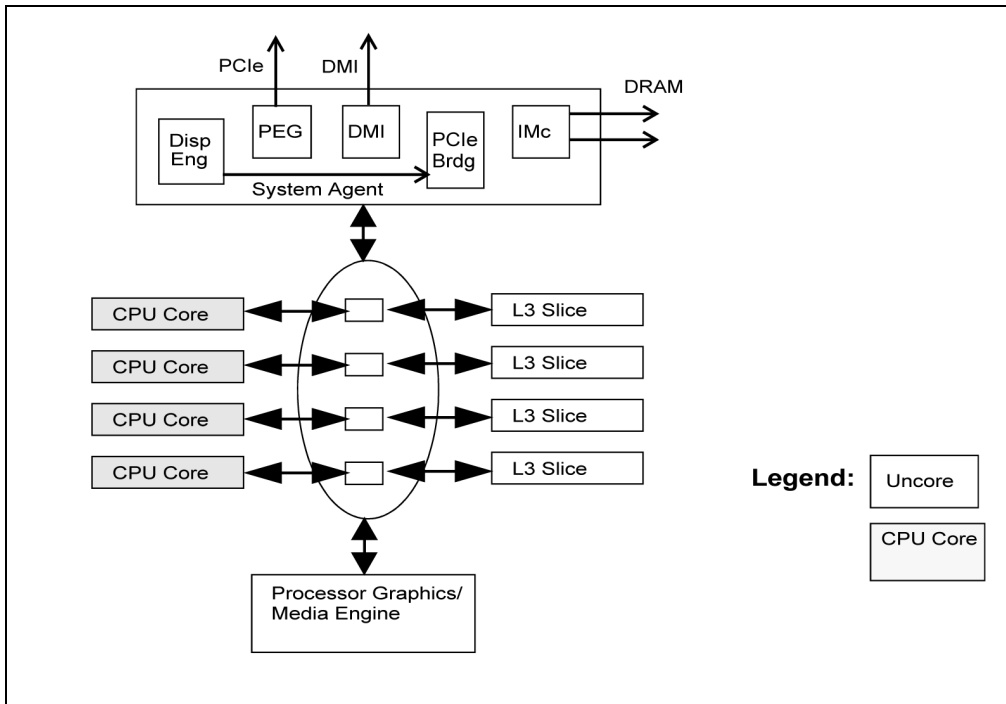 PCIe
DMI
DRAM
Disp
Eng
PEG
DMI
PCIe
Brdg
IMc
System Agent
CPU Core
L3 Slice
CPU Core
L3 Slice
CPU Core
L3 Slice
CPU Core
L3 Slice
Legend:
Uncore
CPU Core
Processor Graphics/
Media Engine